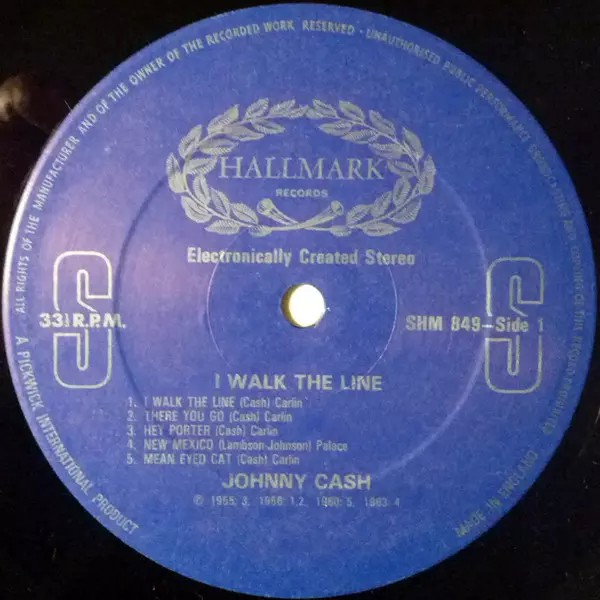 ALL RIGHTS OF THE MANUFACTURER AND OF THE OWNER OF THE RECORDED WORK RESERVED - UNAUTHORISED PUBLIC PERFORMANCE BROADCASTING AND COPYING OF THIS RECORD PROHIBITED
HALLMARK
RECORDS
Electronically Created Stereo
S
S
33⅓ R.P.M.
SHM 849-Side 1
I WALK THE LINE
1. I WALK THE LINE (Cash) Carlin
2. THERE YOU GO (Cash) Carlin
3. HEY PORTER (Cash) Carlin
4. NEW MEXICO (Lambson-Johnson) Palace
5. MEAN EYED CAT (Cash) Carlin
JOHNNY CASH
℗ 1955: 3. 1956: 1.2. 1960: 5. 1963: 4
A PICKWICK INTERNATIONAL PRODUCT
MADE IN ENGLAND